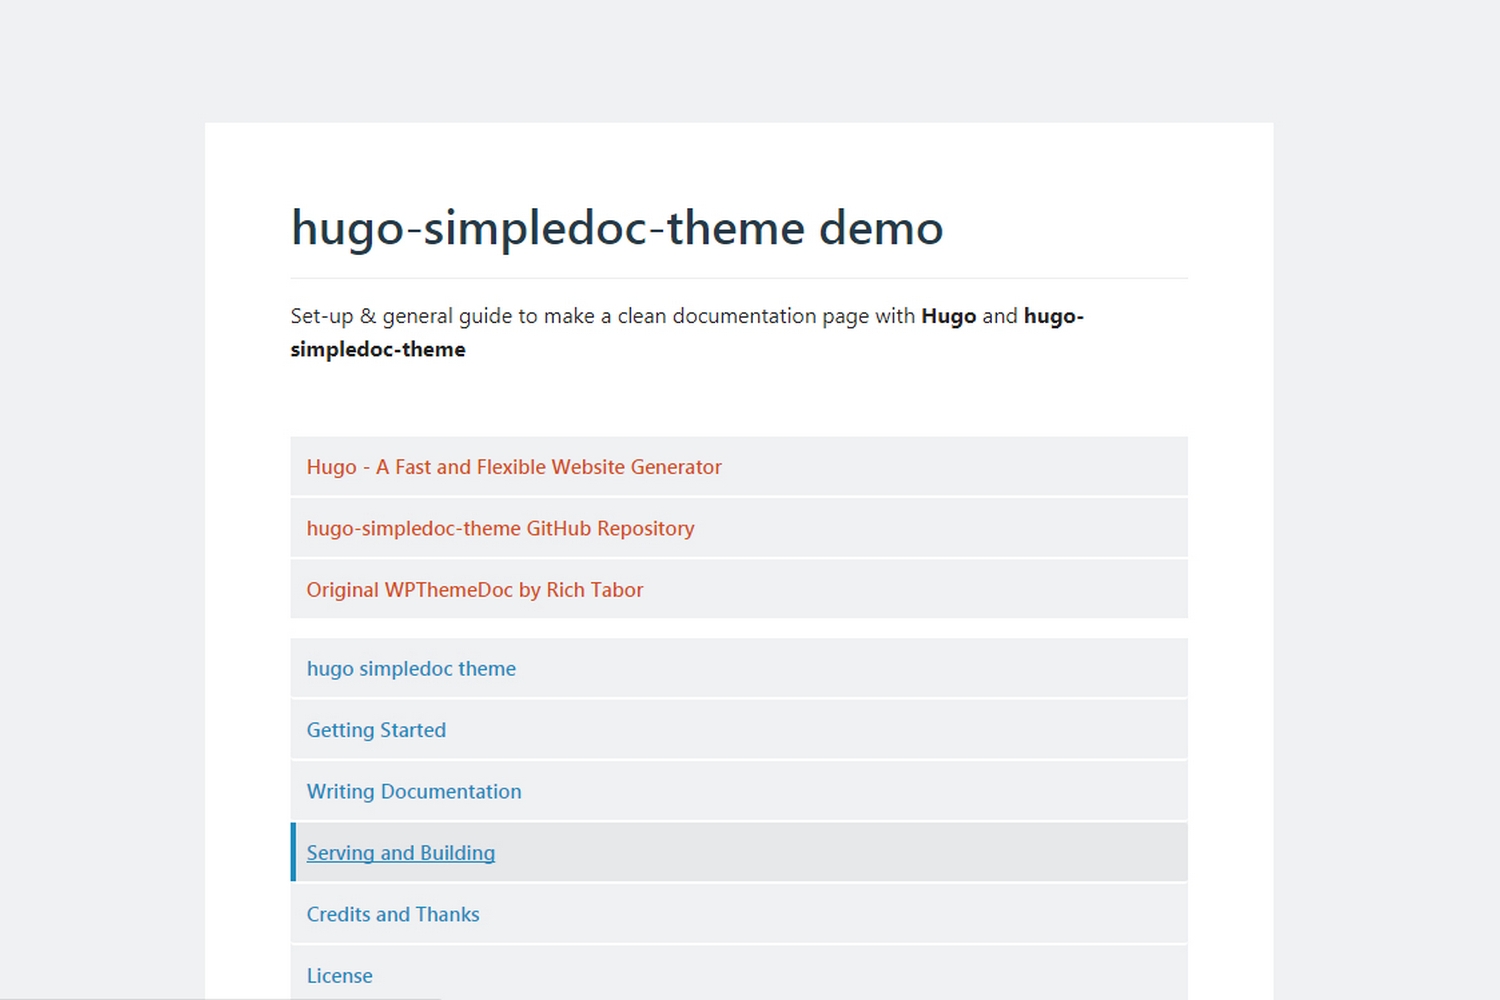 hugo-simpledoc-theme demo
Set-up & general guide to make a clean documentation page with Hugo and hugo-
simpledoc-theme
Hugo - A Fast and Flexible Website Generator
hugo-simpledoc-theme GitHub Repository
Original WPThemeDoc by Rich Tabor
hugo simpledoc theme
Getting Started
Writing Documentation
Serving and Building
Credits and Thanks
License